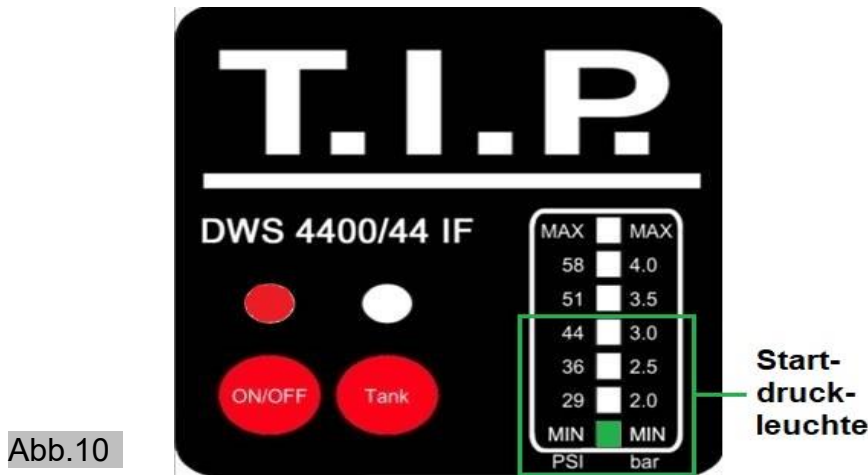 T.I.P.
DWS 4400/44 IF
MAX MAX
58 4.0
51 3.5
44 3.0
36 2.5
29 2.0
MIN MIN
PSI bar
ON/OFF Tank
Start-
druck-
leuchte
Abb.10